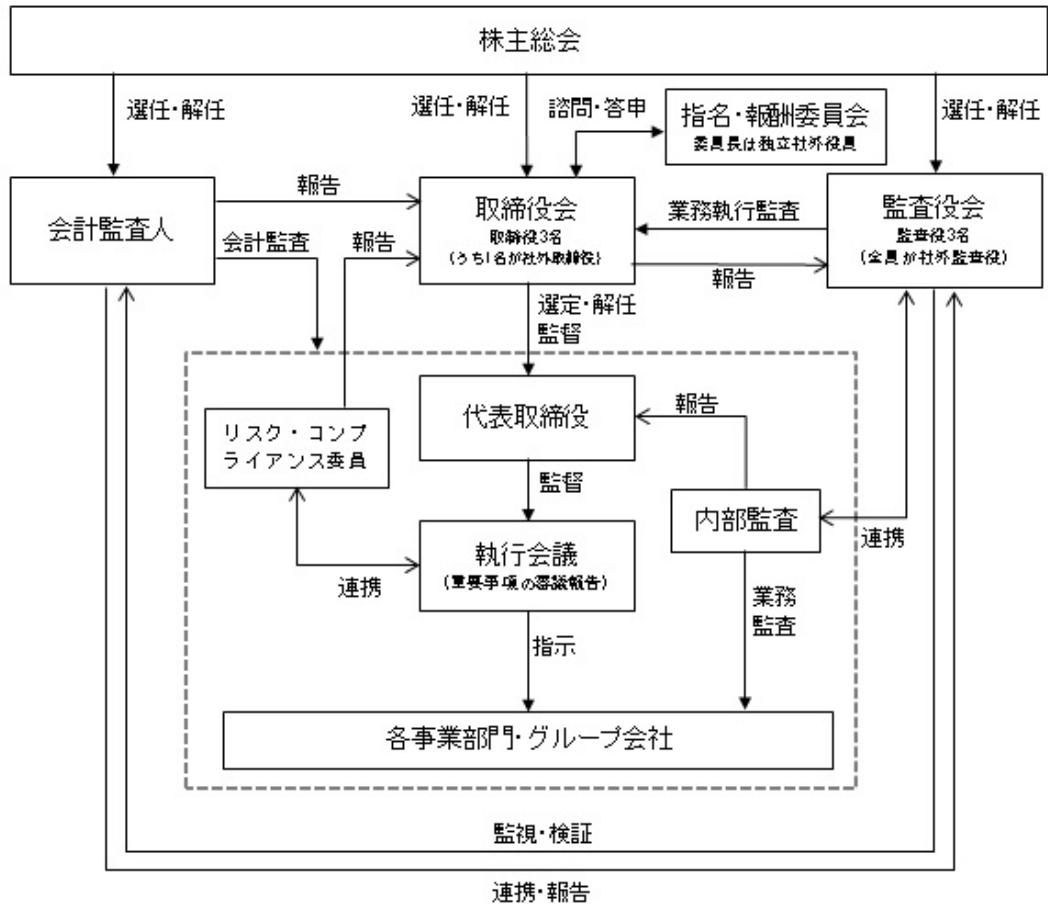 株主総会
選任・解任
選任・解任
諮問・答申
指名・報酬委員会
委員長は独立社外役員
選任・解任
会計監査人
報告
会計監査
報告
取締役会
取締役3名
(うち1名が社外取締役)
業務執行監査
報告
監査役会
監査役3名
(全員が社外監査役)
選定・解任
監督
代表取締役
報告
リスク・コンプ
ライアンス委員
監督
内部監査
連携
執行会議
(重要事項の審議報告)
連携
業務
監査
指示
各事業部門・グループ会社
監視・検証
連携・報告